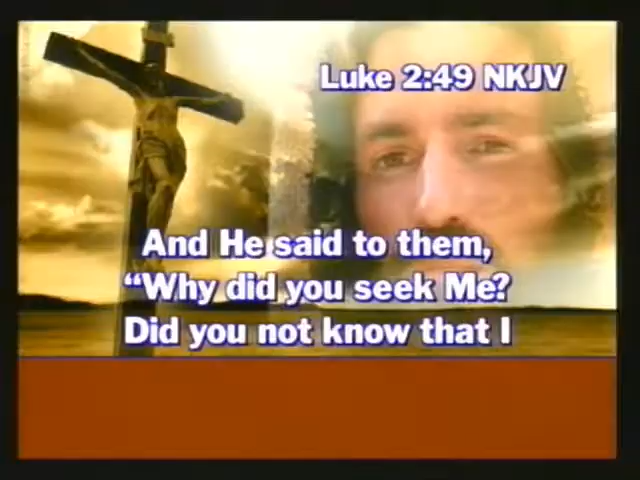 Luke 2:49 NKJV
And He said to them,
“Why did you seek Me?
Did you not know that I